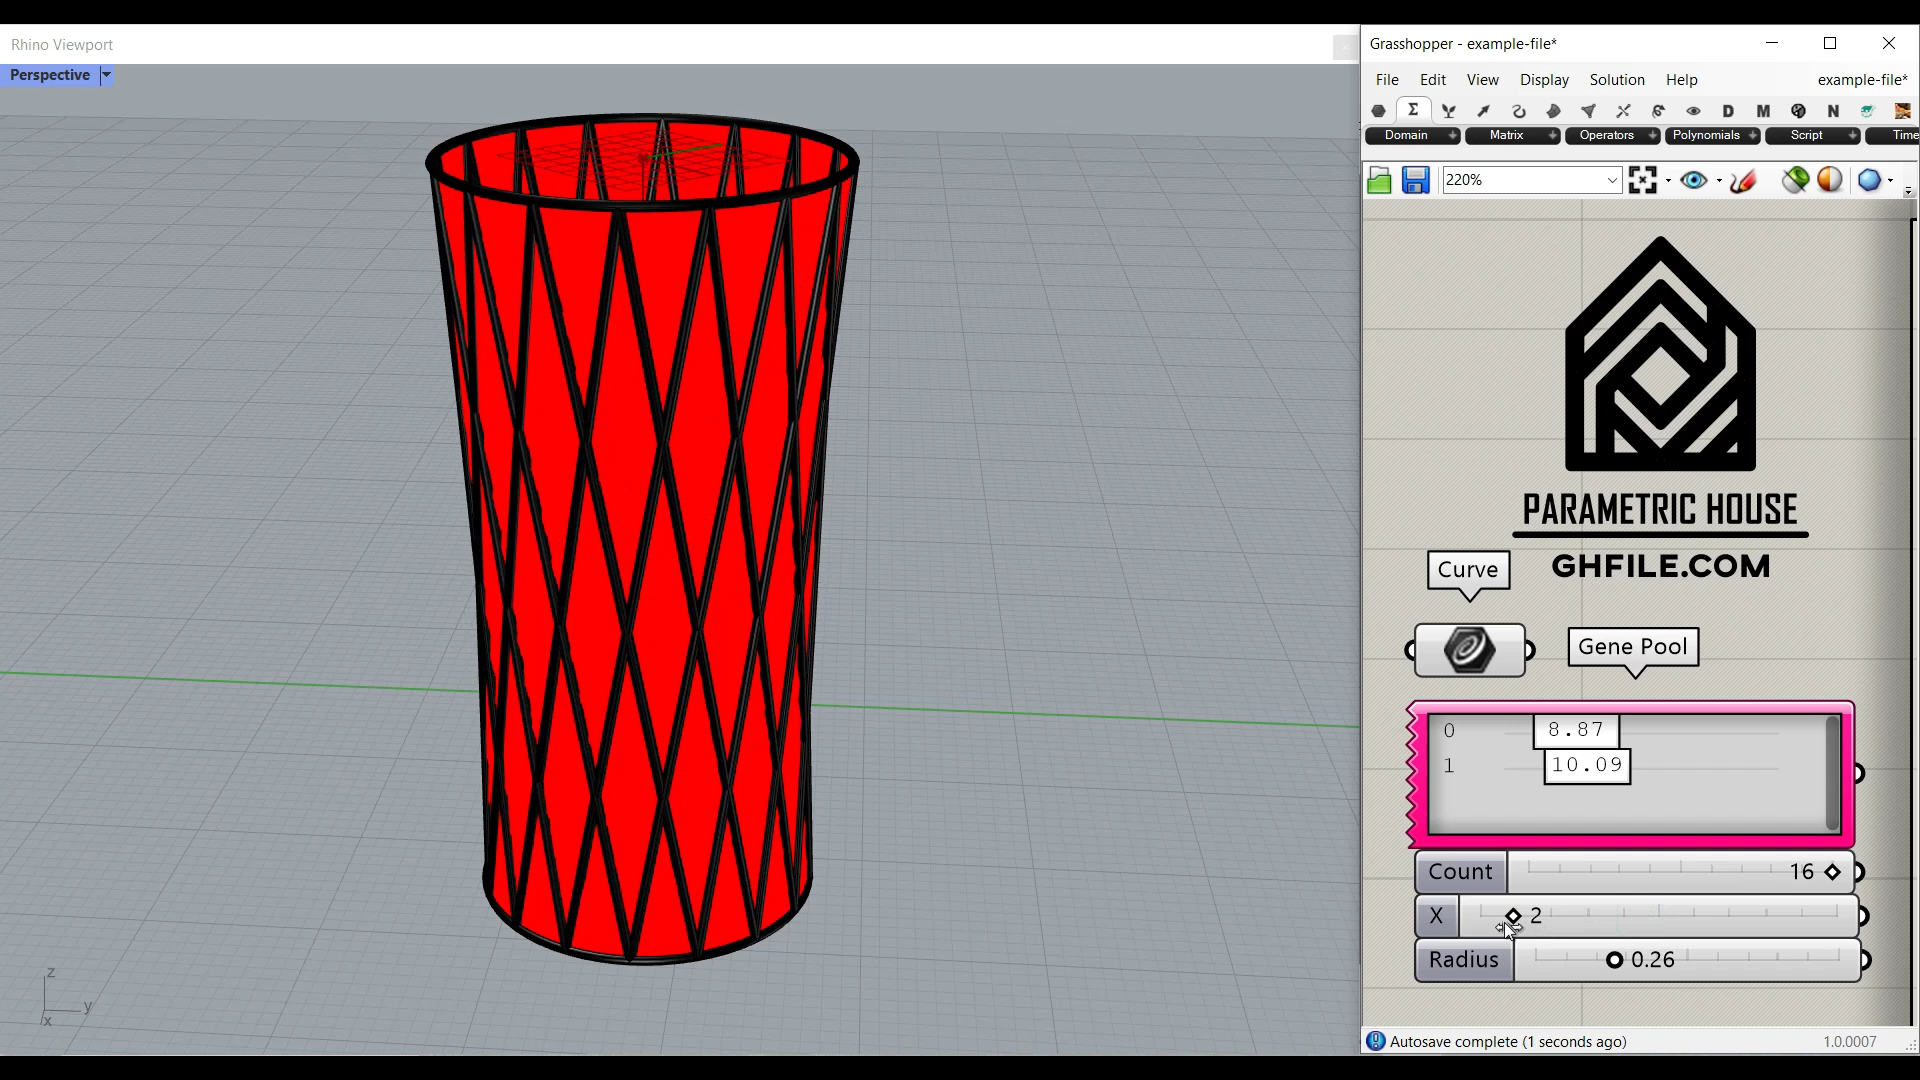 Rhino Viewport
Perspective
z
y
x
Grasshopper - example-file*
File Edit View Display Solution Help example-file*
Σ D M N
Domain Matrix Operators Polynomials Script Time
220%
PARAMETRIC HOUSE
GHFILE.COM
Curve
Gene Pool
0 8.87
1 10.09
Count 16
X 2
Radius 0.26
Autosave complete (1 seconds ago) 1.0.0007